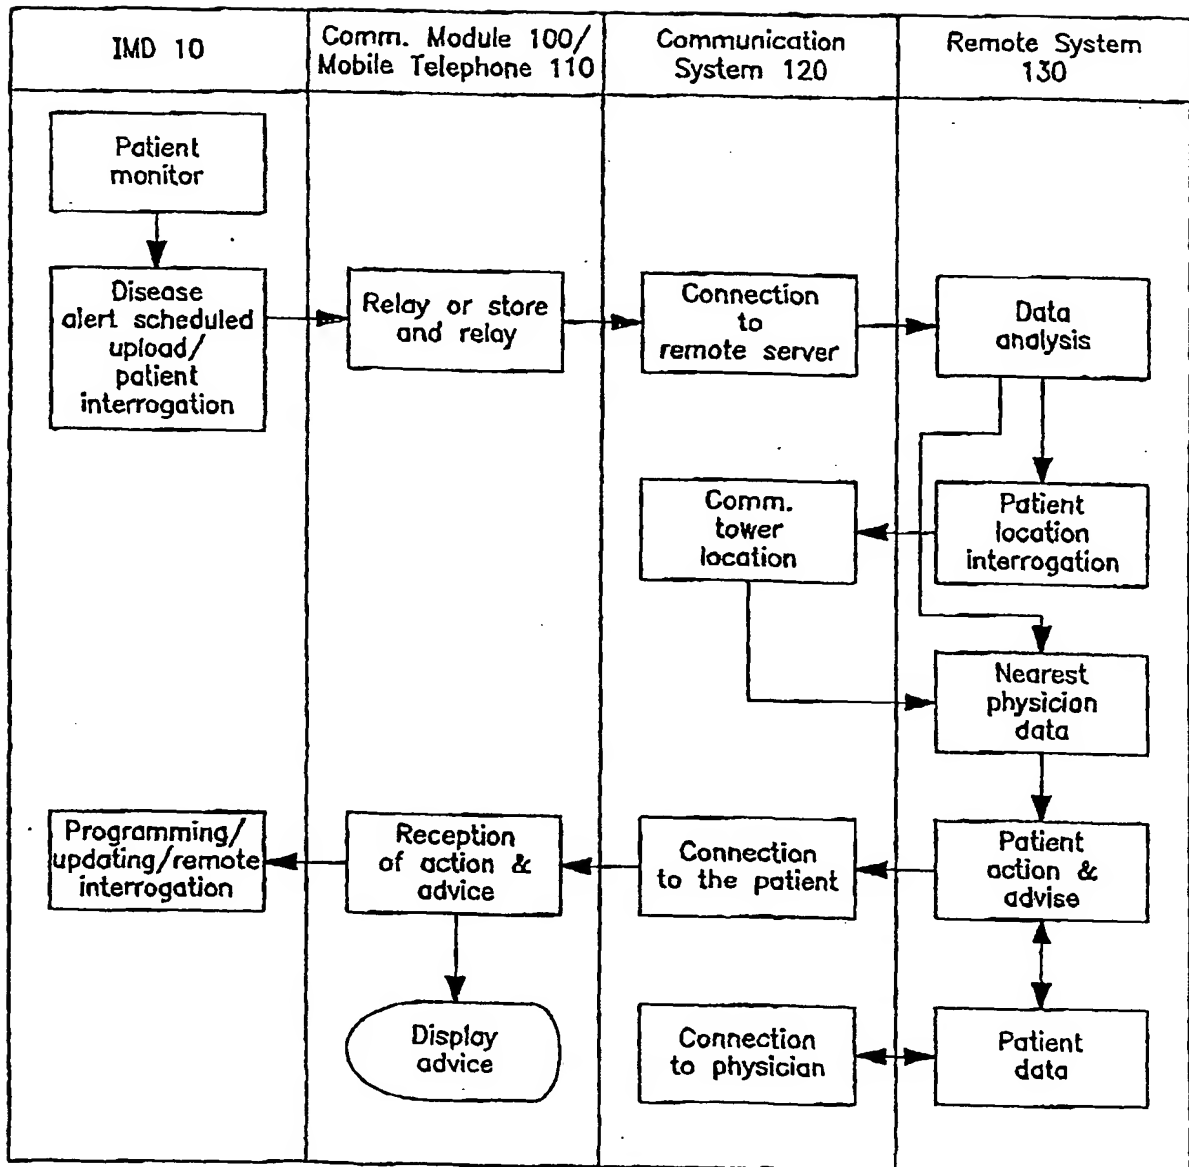 IMD 10
Comm. Module 100/
Mobile Telephone 110
Communication
System 120
Remote System
130
Patient
monitor
Disease
alert scheduled
upload/
patient
interrogation
Relay or store
and relay
Connection
to
remote server
Data
analysis
Comm.
tower
location
Patient
location
interrogation
Nearest
physician
data
Programming/
updating/remote
interrogation
Reception
of action &
advice
Connection
to the patient
Patient
action &
advise
Display
advice
Connection
to physician
Patient
data